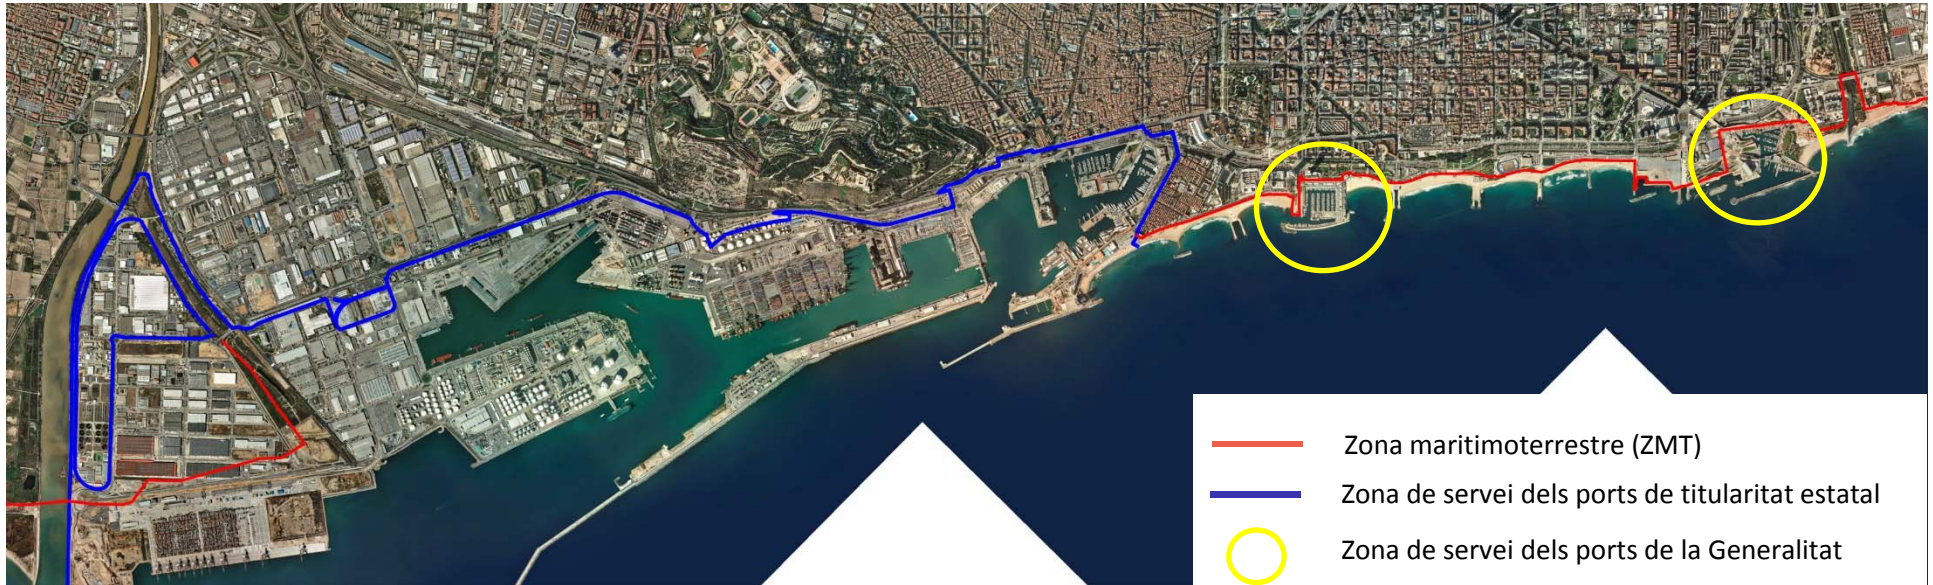 Zona maritimoterrestre (ZMT)
Zona de servei dels ports de titularitat estatal
Zona de servei dels ports de la Generalitat